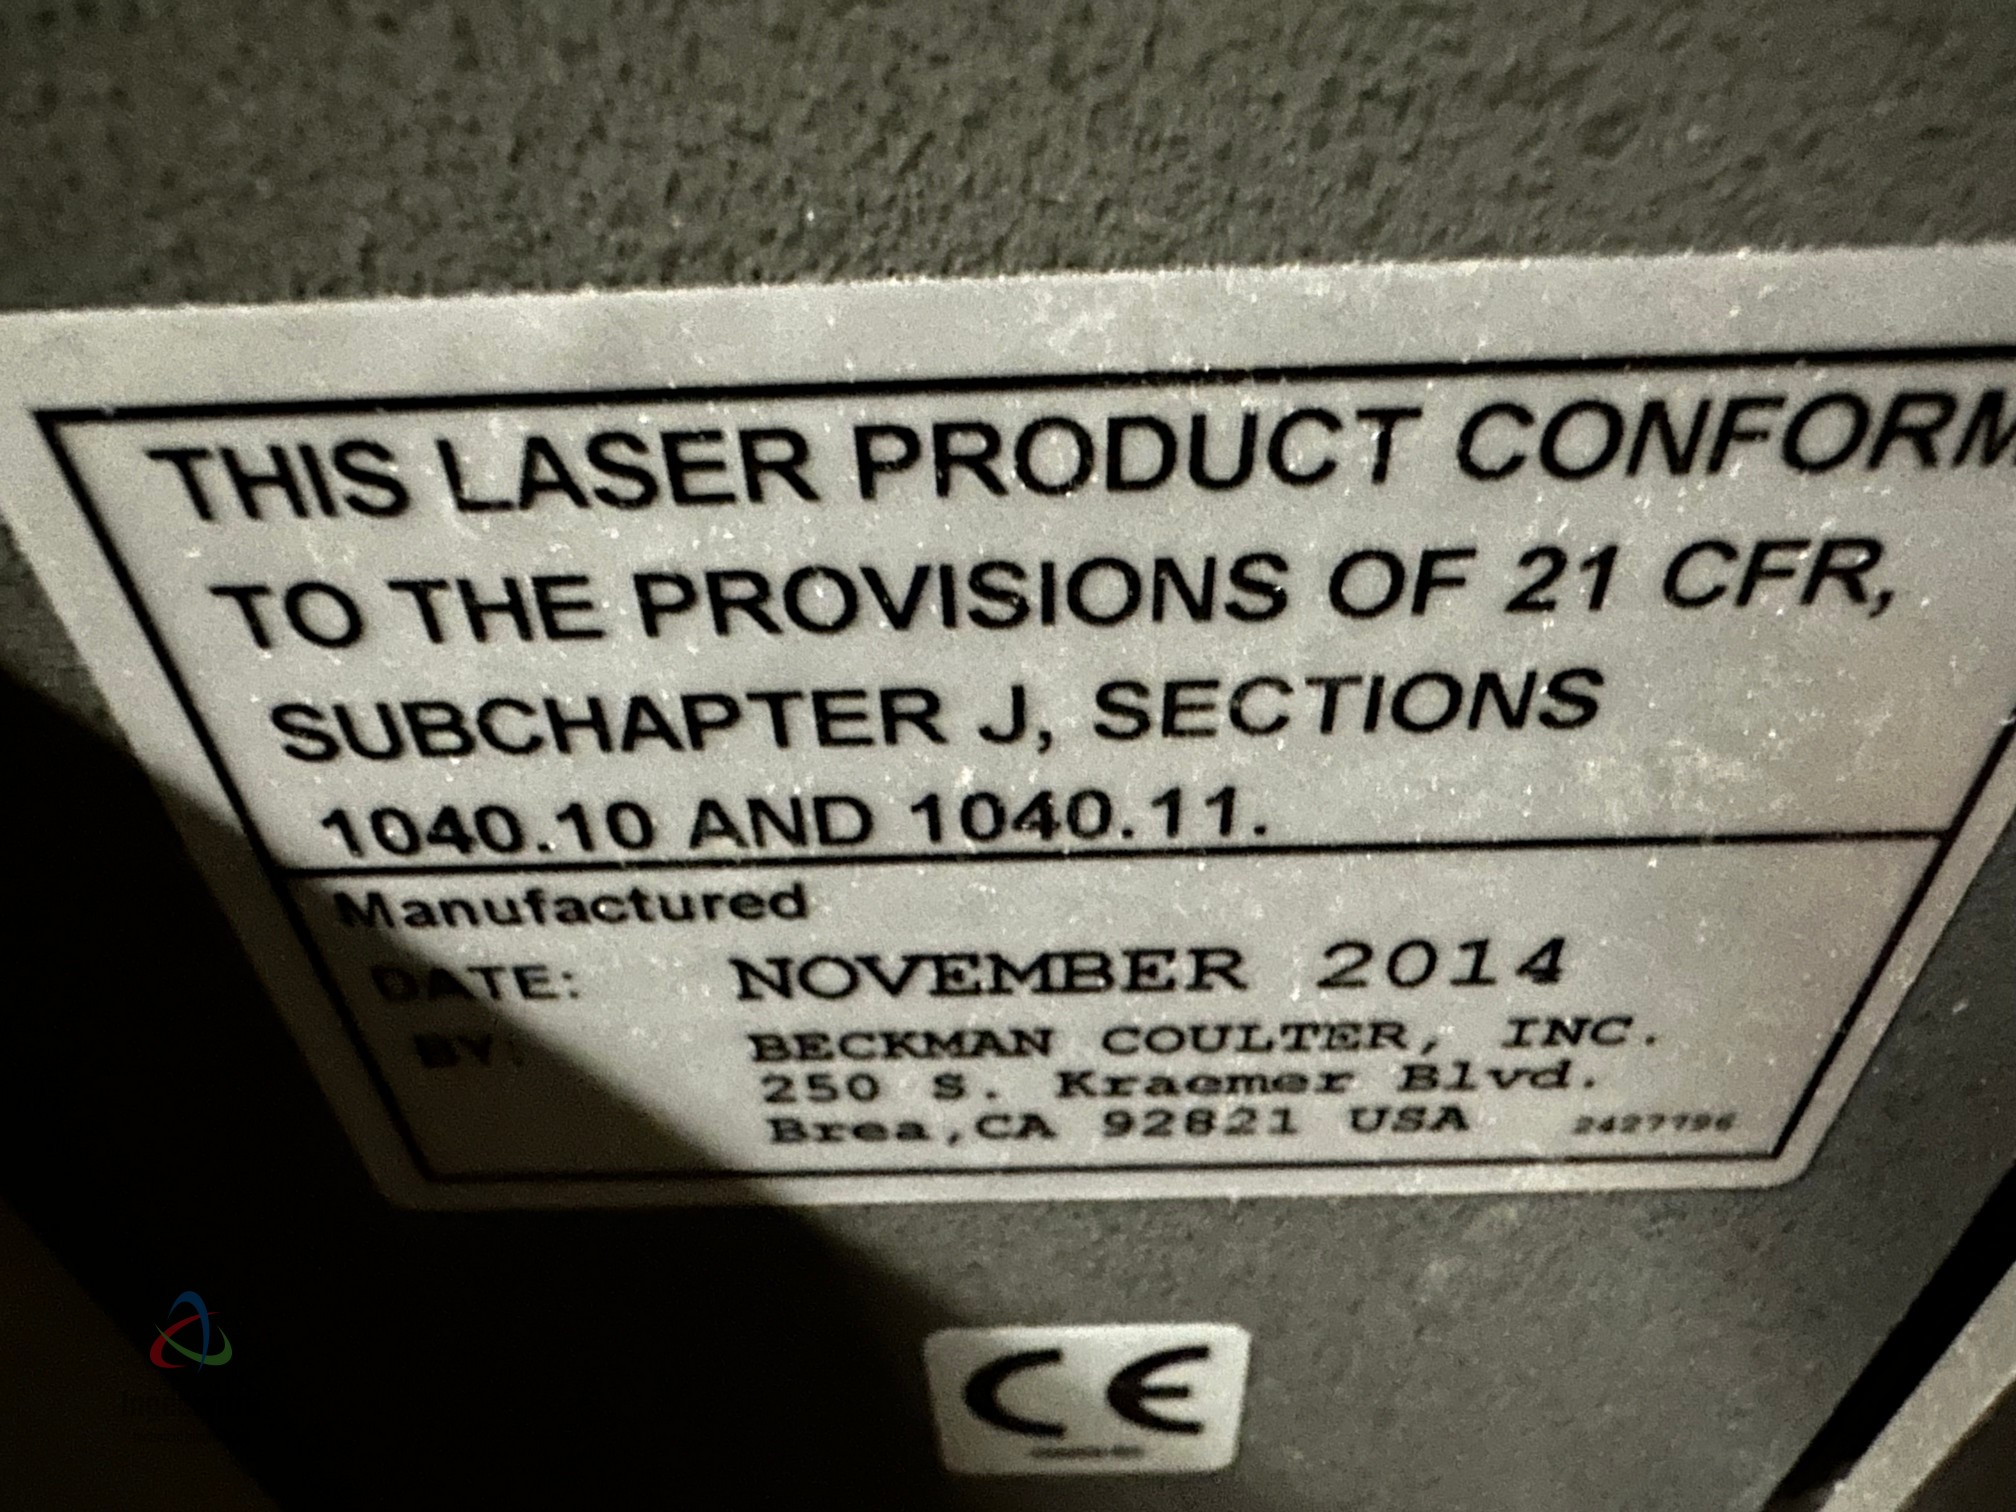 THIS LASER PRODUCT CONFORM
TO THE PROVISIONS OF 21 CFR,
SUBCHAPTER J, SECTIONS
1040.10 AND 1040.11.
Manufactured
DATE: NOVEMBER 2014
BY: BECKMAN COULTER, INC.
250 S. Kraemer Blvd.
Brea,CA 92821 USA 2427796
CE